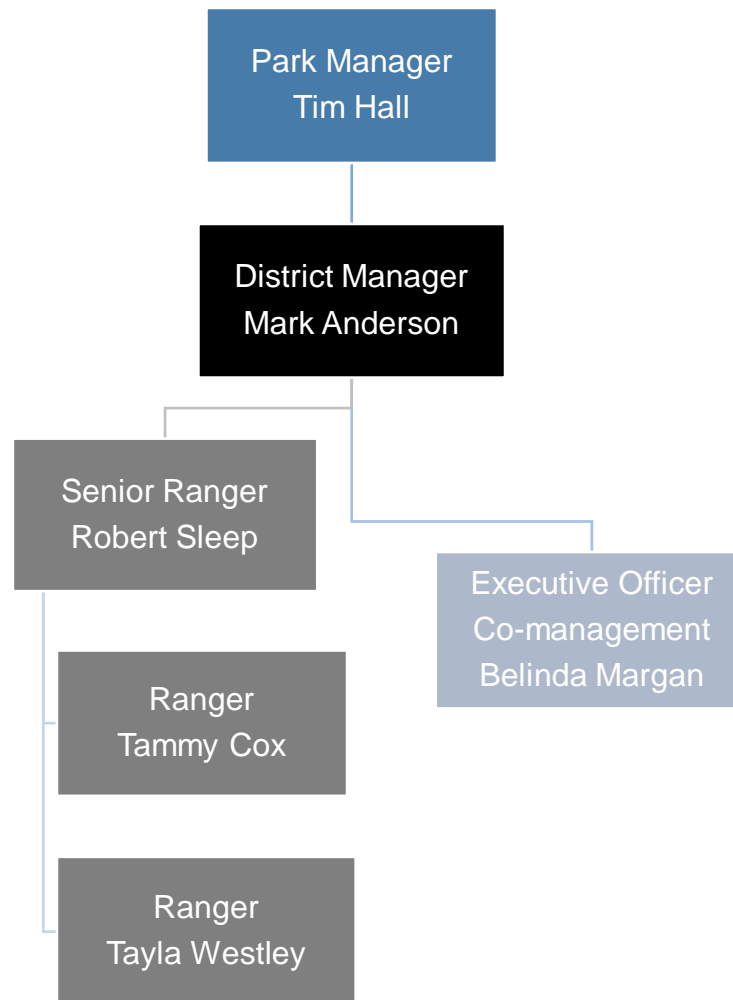 Park Manager
Tim Hall
District Manager
Mark Anderson
Senior Ranger
Robert Sleep
Executive Officer
Co-management
Belinda Margan
Ranger
Tammy Cox
Ranger
Tayla Westley